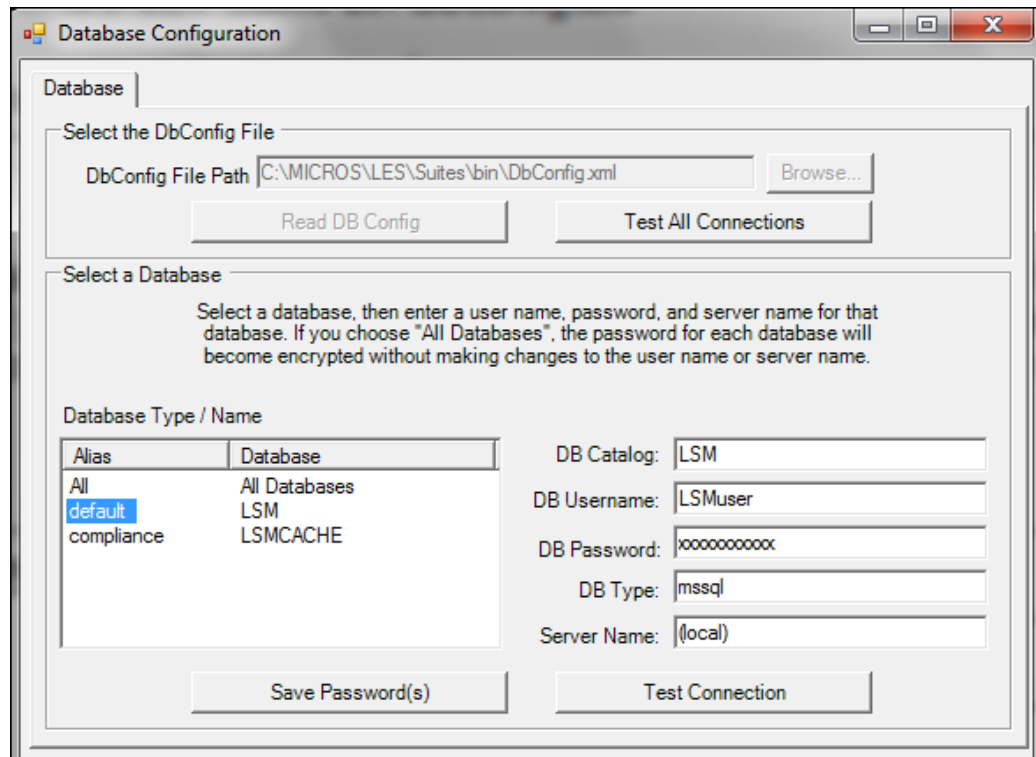 Database Configuration
Database
Select the DbConfig File
DbConfig File Path C:\MICROS\LES\Suites\bin\DbConfig.xml Browse...
Read DB Config Test All Connections
Select a Database
Select a database, then enter a user name, password, and server name for that
database. If you choose "All Databases", the password for each database will
become encrypted without making changes to the user name or server name.
Database Type / Name
Alias Database
All All Databases
default LSM
compliance LSMCACHE
DB Catalog: LSM
DB Username: LSMuser
DB Password: xxxxxxxxxxx
DB Type: mssql
Server Name: (local)
Save Password(s) Test Connection